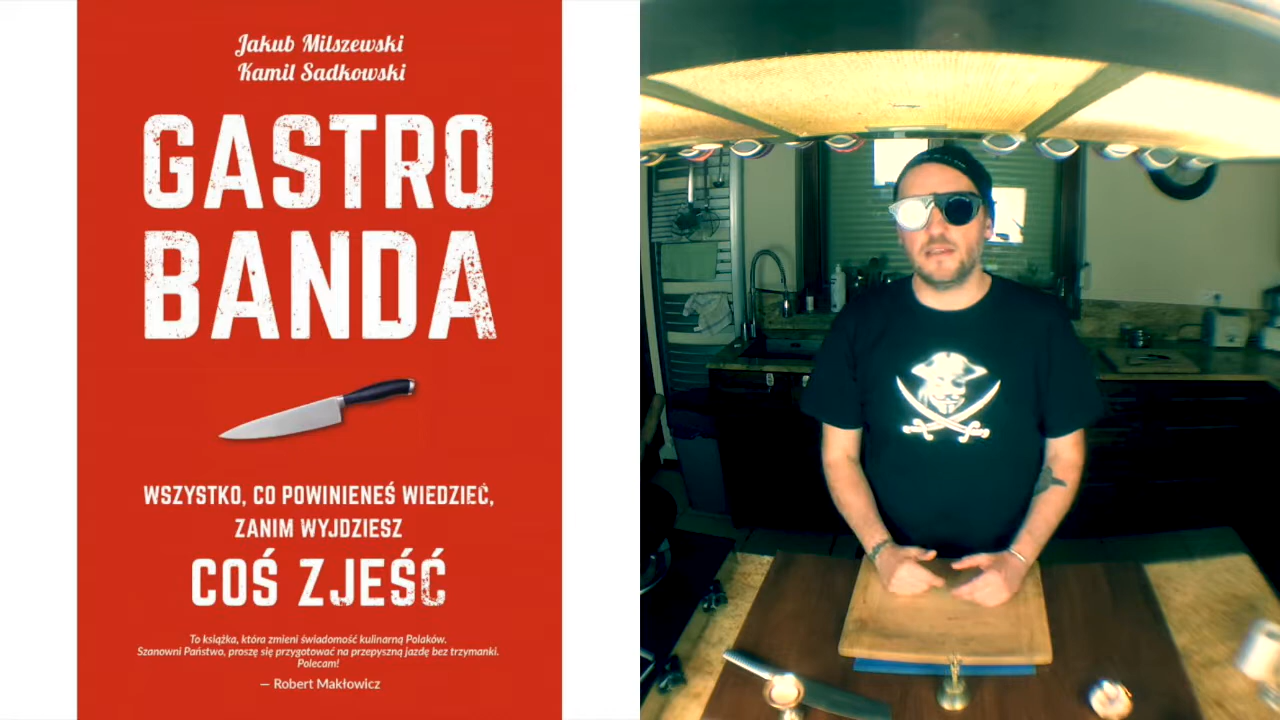 Jakub Milszewski
Kamil Sadkowski
GASTRO
BANDA
WSZYSTKO, CO POWINIENEŚ WIEDZIEĆ,
ZANIM WYJDZIESZ
COŚ ZJEŚĆ
To książka, która zmieni świadomość kulinarną Polaków.
Szanowni Państwo, proszę się przygotować na przepyszną jazdę bez trzymanki.
Polecam!
— Robert Makłowicz